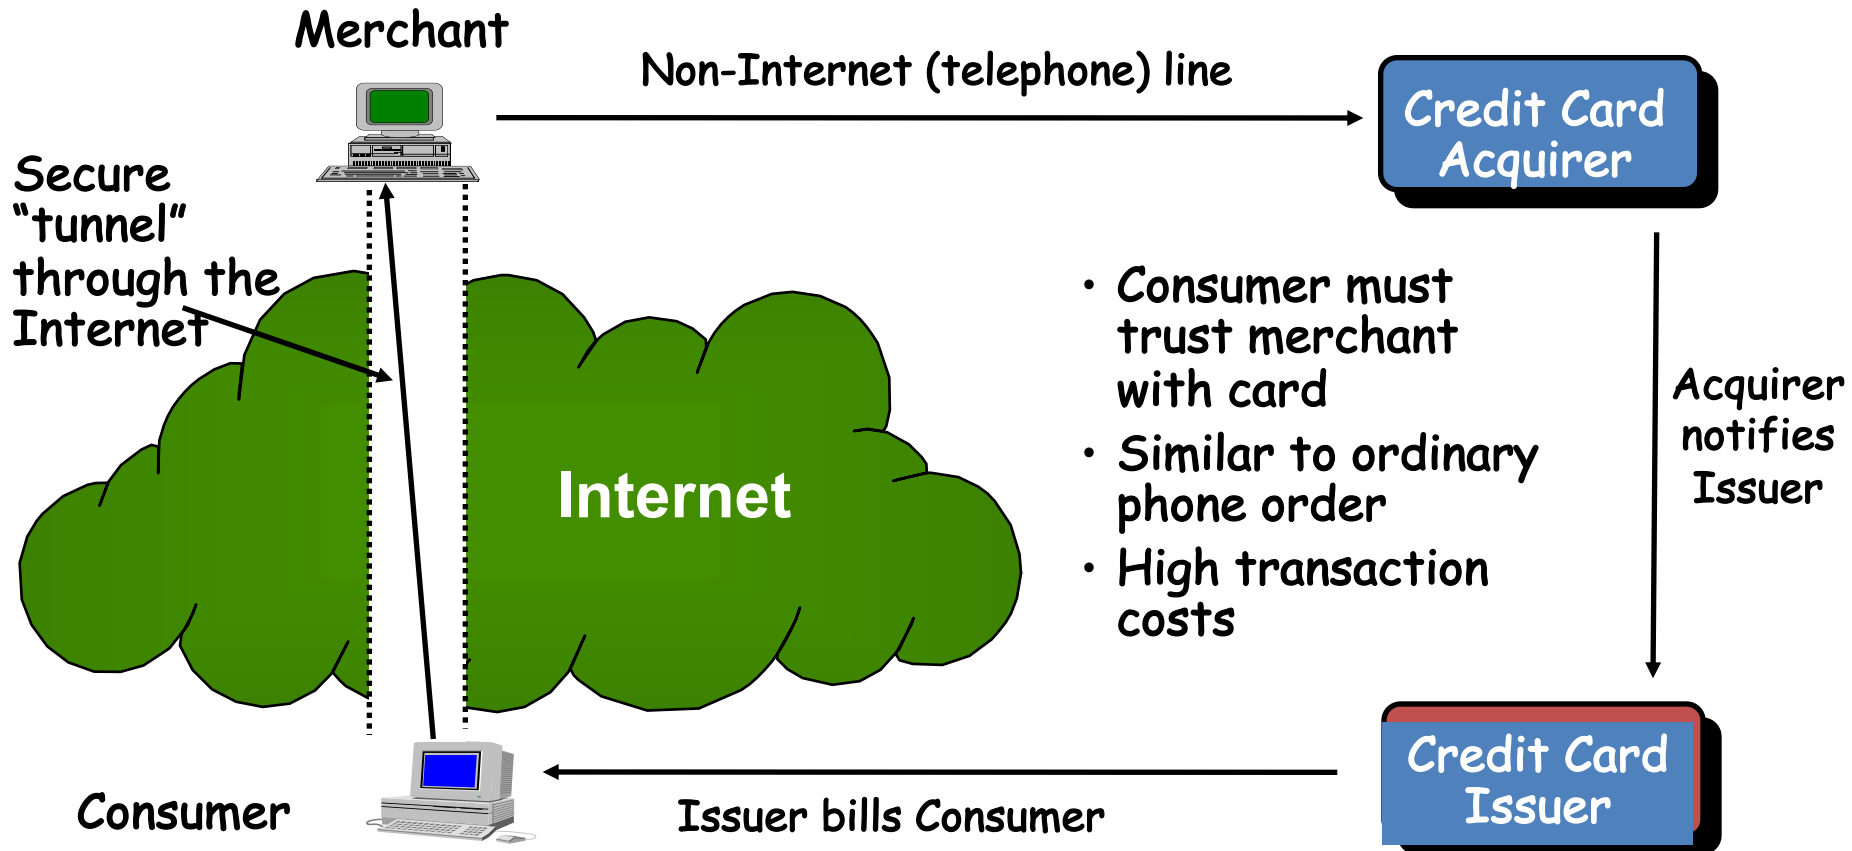 Merchant
Non-Internet (telephone) line
Credit Card
Acquirer
Secure
“tunnel”
through the
Internet
• Consumer must
trust merchant
with card
• Similar to ordinary
phone order
• High transaction
costs
Acquirer
notifies
Issuer
Internet
Credit Card
Issuer
Consumer
Issuer bills Consumer